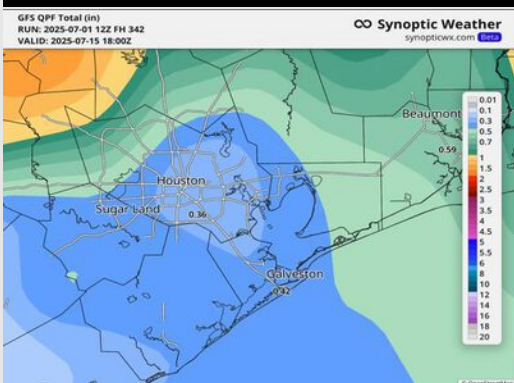 GFS QPF Total (in)
RUN: 2025-07-01 12Z FH 342
VALID: 2025-07-15 18:00Z
Synoptic Weather
synopticwx.com Beta
Beaumont
0.59
Houston
Sugar Land
0.36
Galveston
0.42
0.01
0.1
0.3
0.5
0.7
1
1.5
2
2.5
3
3.5
4
4.5
5
5.5
6
8
10
12
14
16
18
20